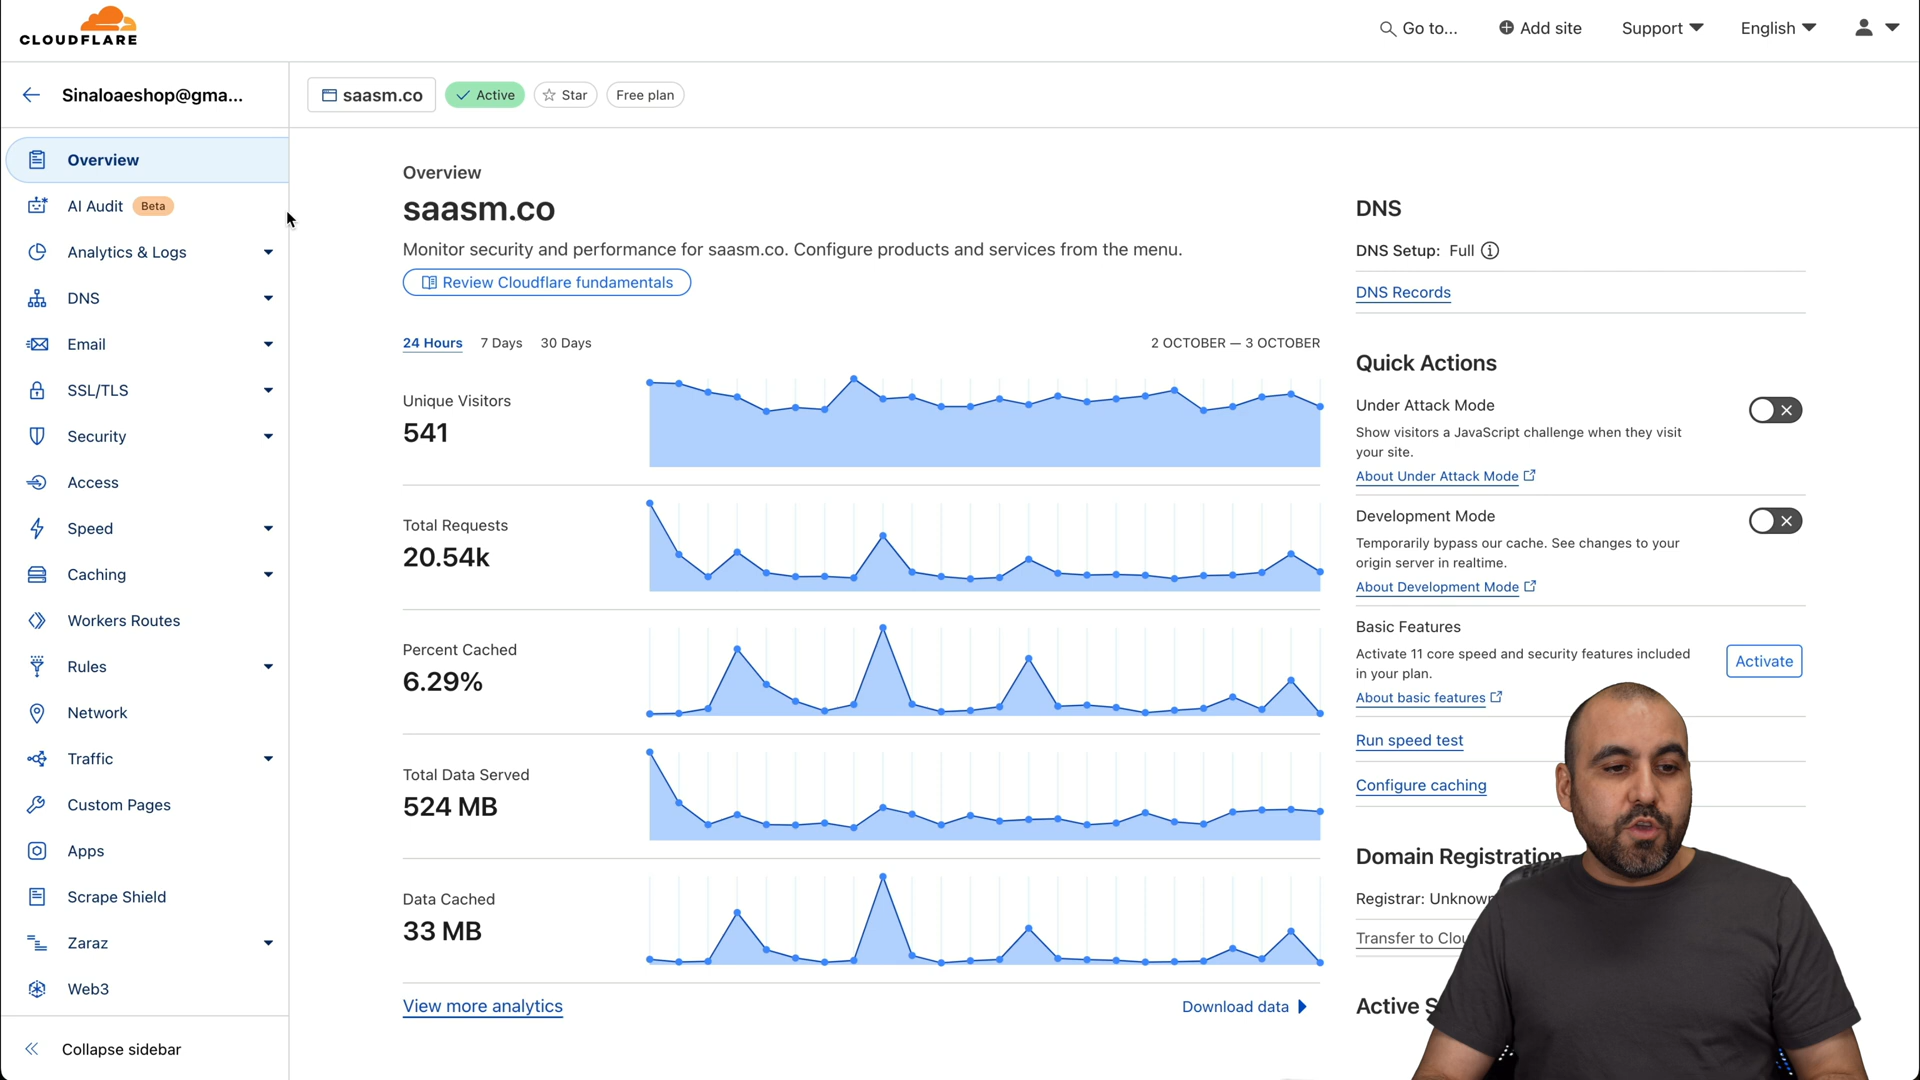 CLOUDFLARE
Go to...
Add site
Support
English
Sinaloaeshop@gma...
saasm.co
Active
Star
Free plan
Overview
AI Audit
Beta
Analytics & Logs
DNS
Email
SSL/TLS
Security
Access
Speed
Caching
Workers Routes
Rules
Network
Traffic
Custom Pages
Apps
Scrape Shield
Zaraz
Web3
Collapse sidebar
Overview
saasm.co
Monitor security and performance for saasm.co. Configure products and services from the menu.
Review Cloudflare fundamentals
24 Hours
7 Days
30 Days
2 OCTOBER — 3 OCTOBER
Unique Visitors
541
Total Requests
20.54k
Percent Cached
6.29%
Total Data Served
524 MB
Data Cached
33 MB
View more analytics
Download data
DNS
DNS Setup: Full
DNS Records
Quick Actions
Under Attack Mode
Show visitors a JavaScript challenge when they visit
your site.
About Under Attack Mode
Development Mode
Temporarily bypass our cache. See changes to your
origin server in realtime.
About Development Mode
Basic Features
Activate 11 core speed and security features included
in your plan.
Activate
About basic features
Run speed test
Configure caching
Domain Registration
Registrar: Unknown
Transfer to Clou
Active S